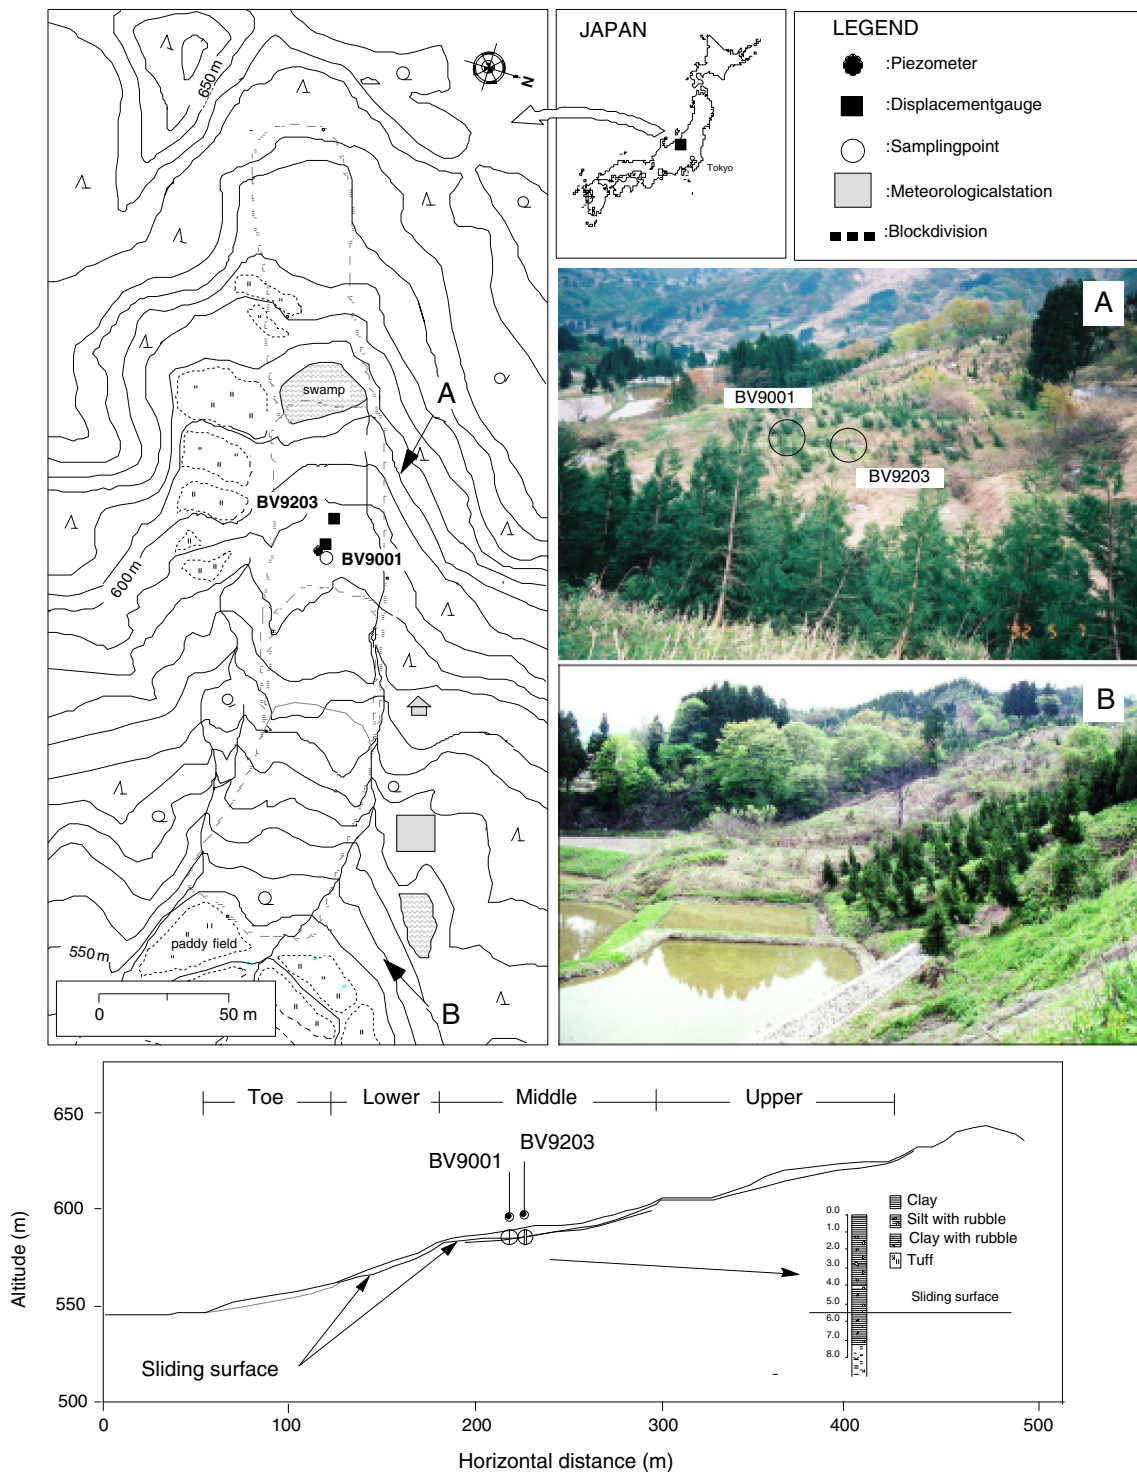 650 m
N
swamp
A
BV9203
BV9001
600 m
paddy field
550 m
0 50 m
B
JAPAN
Tokyo
LEGEND
:Piezometer
:Displacementgauge
:Samplingpoint
:Meteorologicalstation
:Blockdivision
A
BV9001
BV9203
92 5 7
B
Toe Lower Middle Upper
BV9203
BV9001
Sliding surface
Altitude (m)
650
600
550
500
0 100 200 300 400 500
Horizontal distance (m)
0.0
1.0
2.0
3.0
4.0
5.0
6.0
7.0
8.0
Clay
Silt with rubble
Clay with rubble
Tuff
Sliding surface